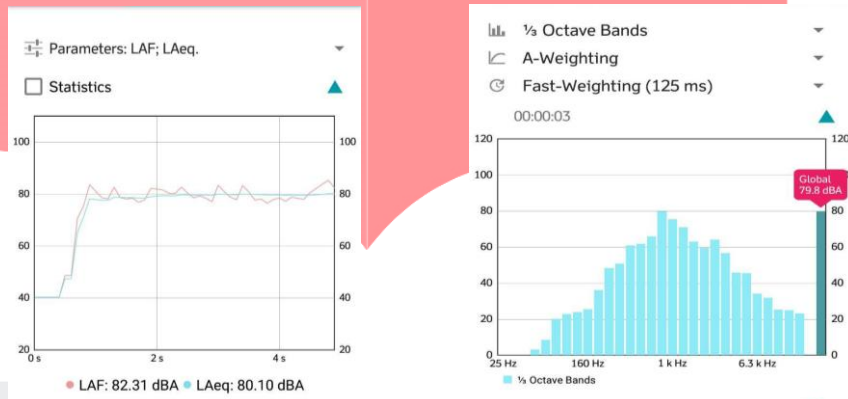 Parameters: LAF; LAeq.
Statistics
100 100
80 80
60 60
40 40
20 20
0 s 2 s 4 s
LAF: 82.31 dBA LAeq: 80.10 dBA
⅓ Octave Bands
A-Weighting
Fast-Weighting (125 ms)
00:00:03
120 120
100
Global
79.8 dBA
80 80
60 60
40 40
20 20
0 0
25 Hz 160 Hz 1 kHz 6.3 kHz
⅓ Octave Bands